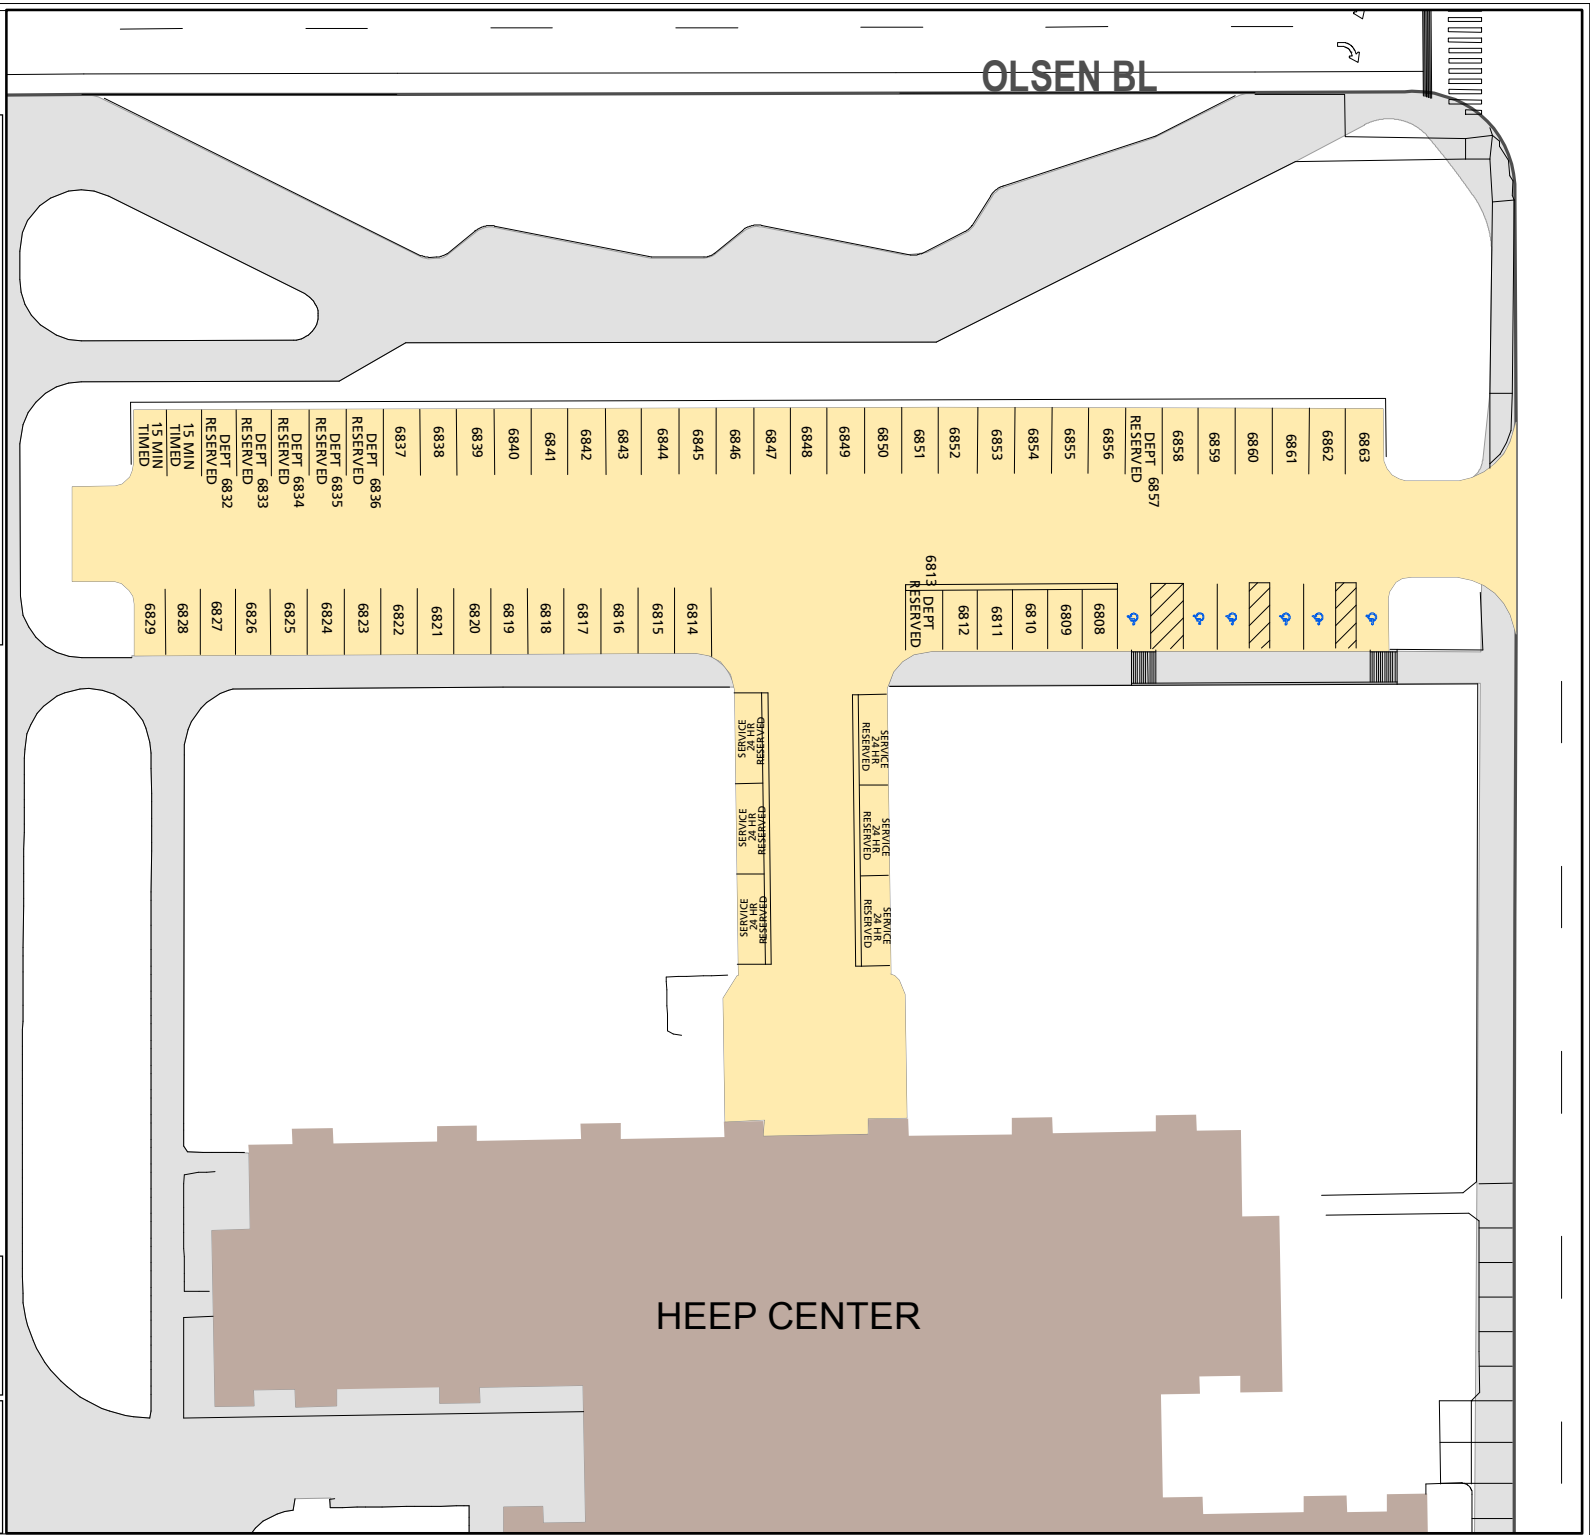 OLSEN BL
15 MIN
TIMED
15 MIN
TIMED
DEPT 6832
RESERVED
DEPT 6833
RESERVED
DEPT 6834
RESERVED
DEPT 6835
RESERVED
DEPT 6836
RESERVED
6837
6838
6839
6840
6841
6842
6843
6844
6845
6846
6847
6848
6849
6850
6851
6852
6853
6854
6855
6856
DEPT 6857
RESERVED
6858
6859
6860
6861
6862
6863
6829
6828
6827
6826
6825
6824
6823
6822
6821
6820
6819
6818
6817
6816
6815
6814
6813 DEPT
RESERVED
6812
6811
6810
6809
6808
SERVICE
24 HR
RESERVED
SERVICE
24 HR
RESERVED
SERVICE
24 HR
RESERVED
SERVICE
24 HR
RESERVED
SERVICE
24 HR
RESERVED
SERVICE
24 HR
RESERVED
HEEP CENTER